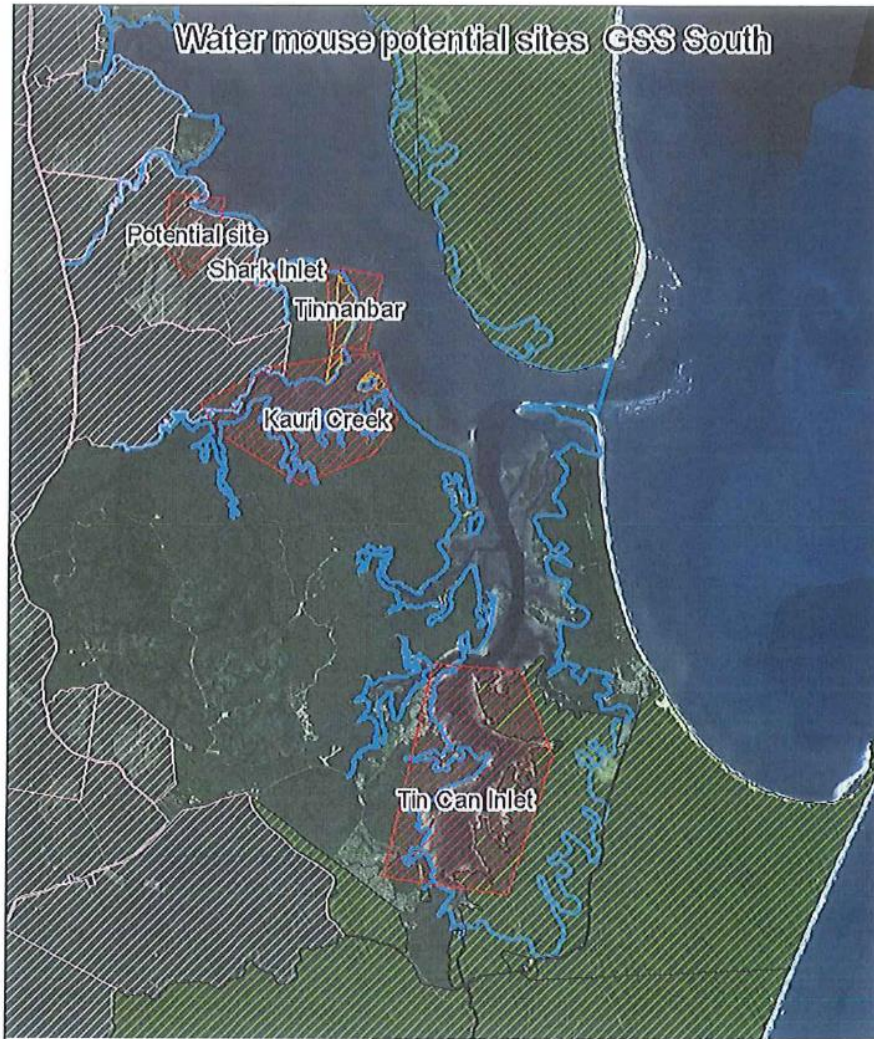 Water mouse potential sites GSS South
Potential site
Shark Inlet
Tinnanbar
Kauri Creek
Tin Can Inlet